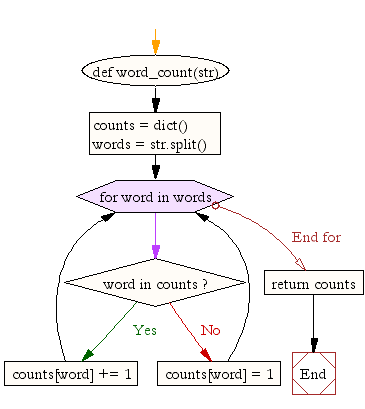 def word_count(str)
counts = dict()
words = str.split()
for word in words
End for
word in counts ?
return counts
Yes
No
counts[word] += 1
counts[word] = 1
End